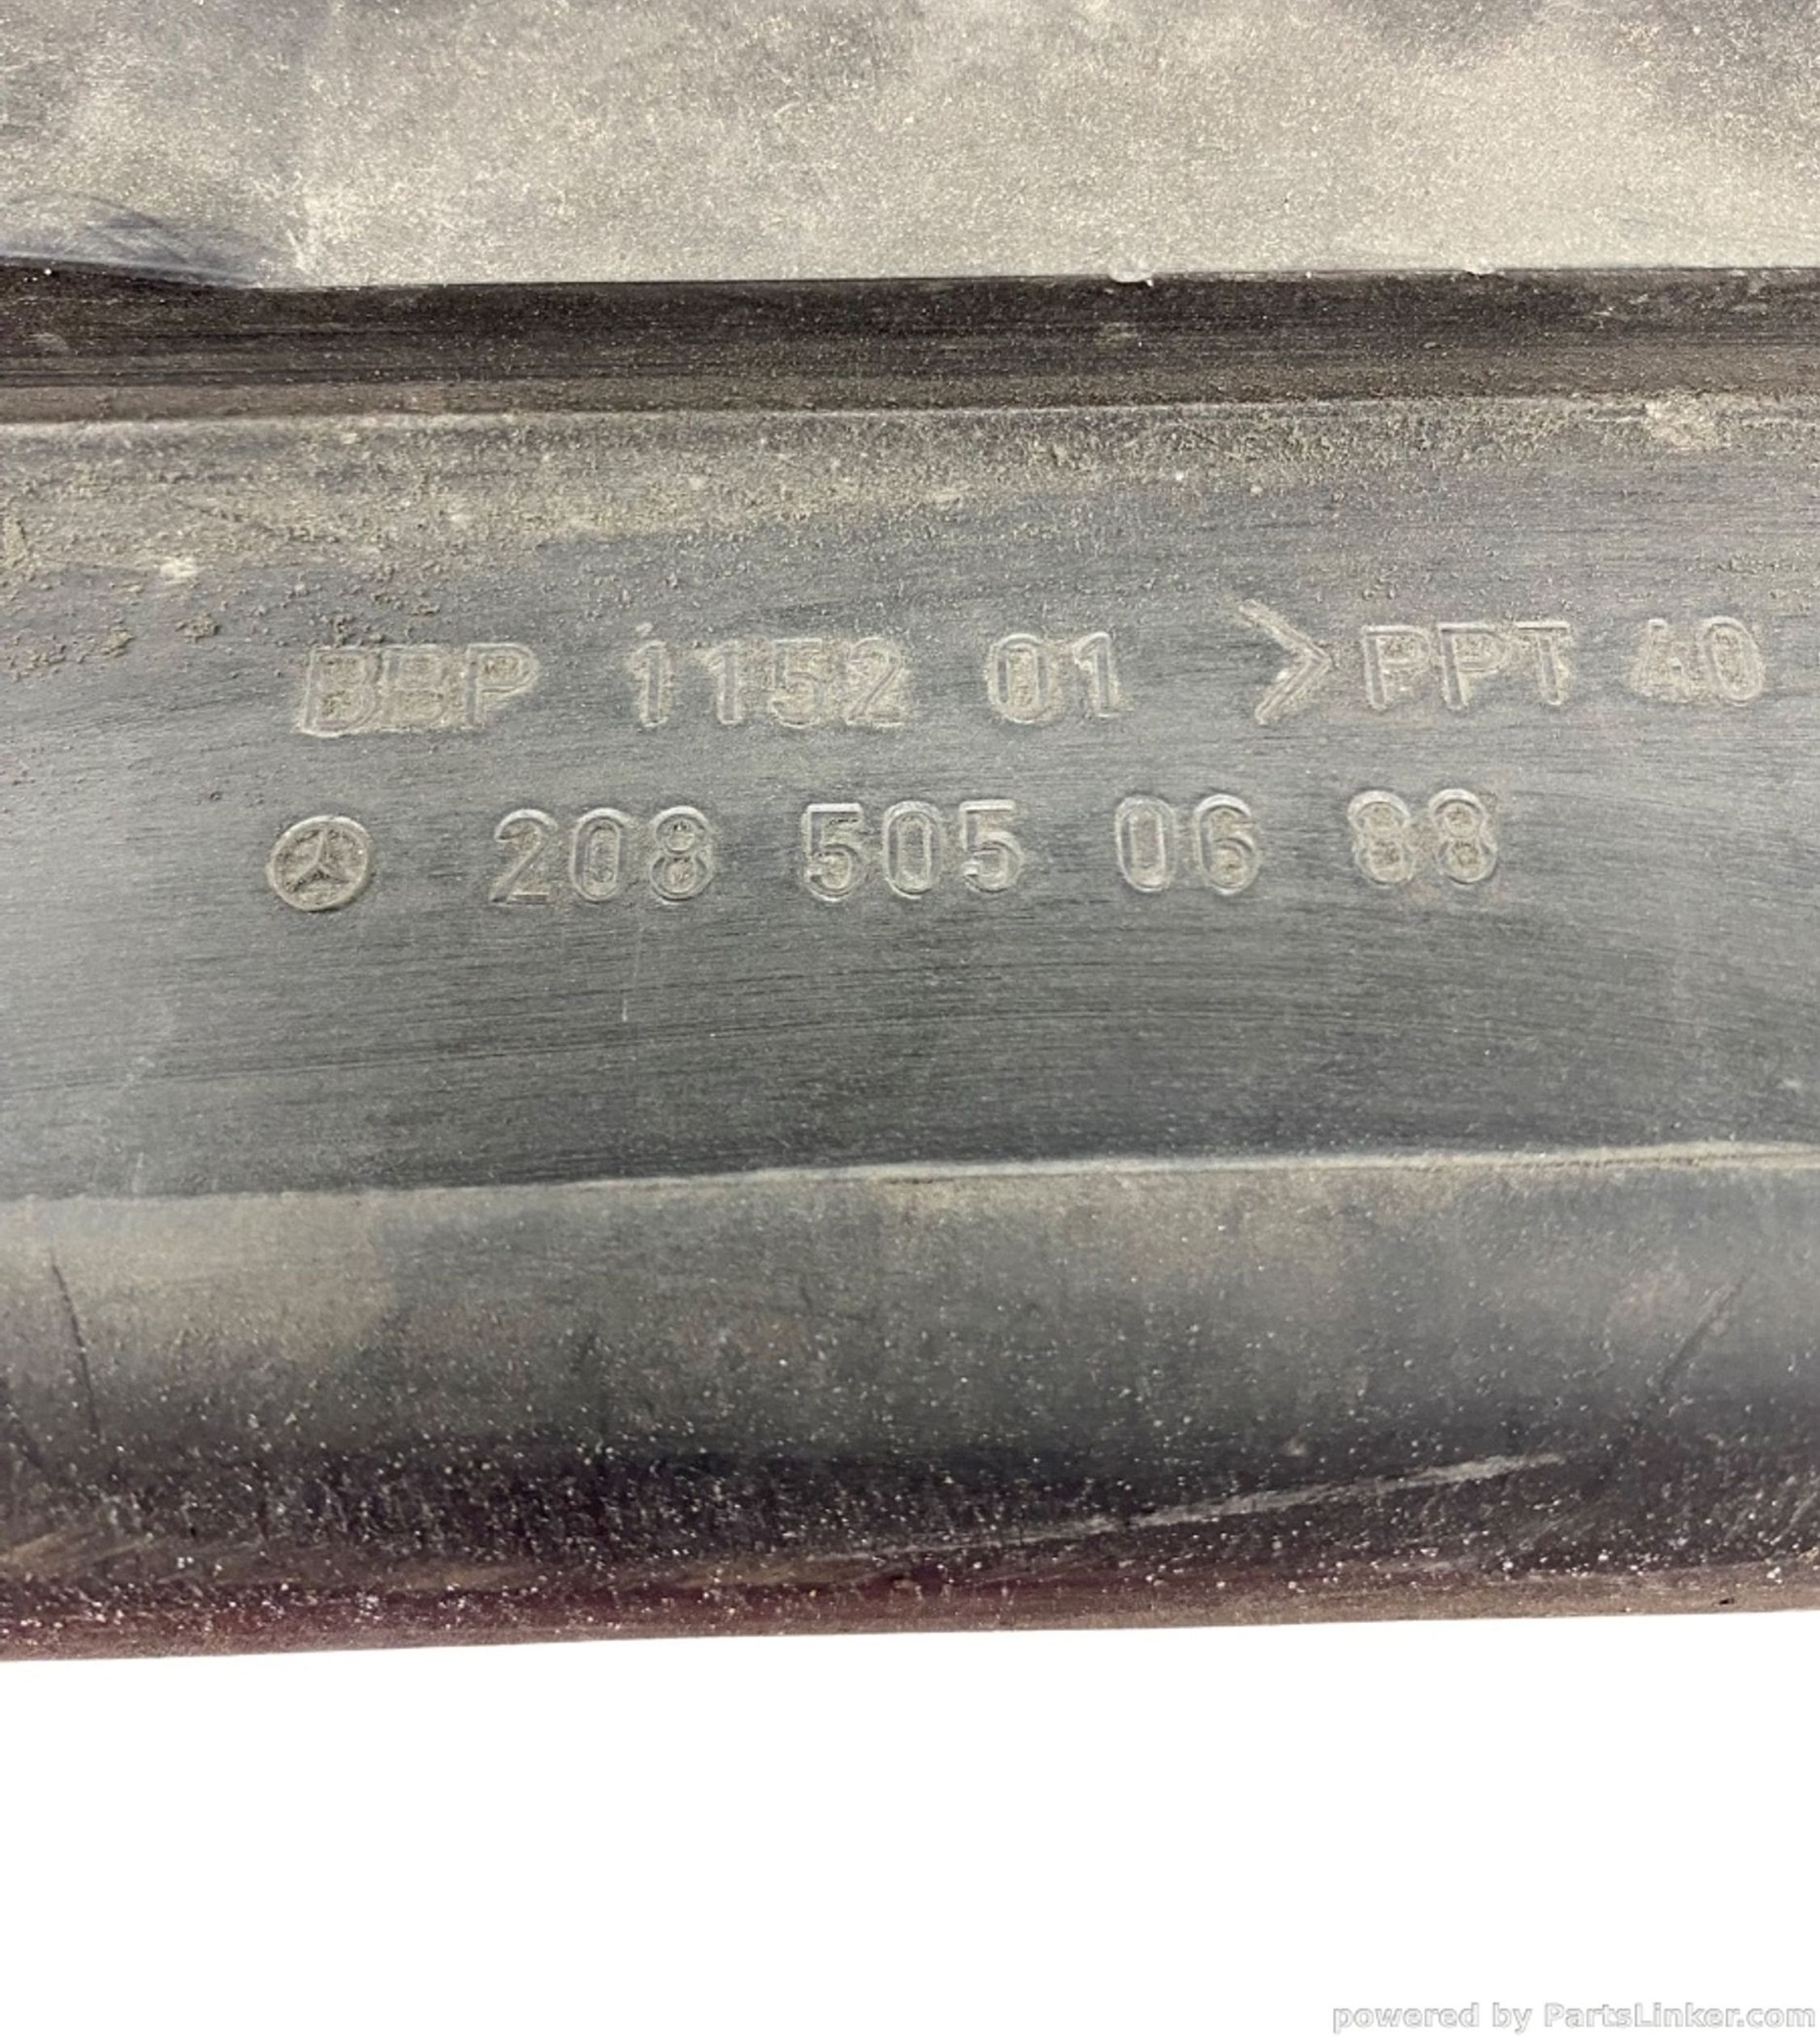 BBP 1152 01 >PPT 40
208 505 06 88
powered by PartsLinker.com